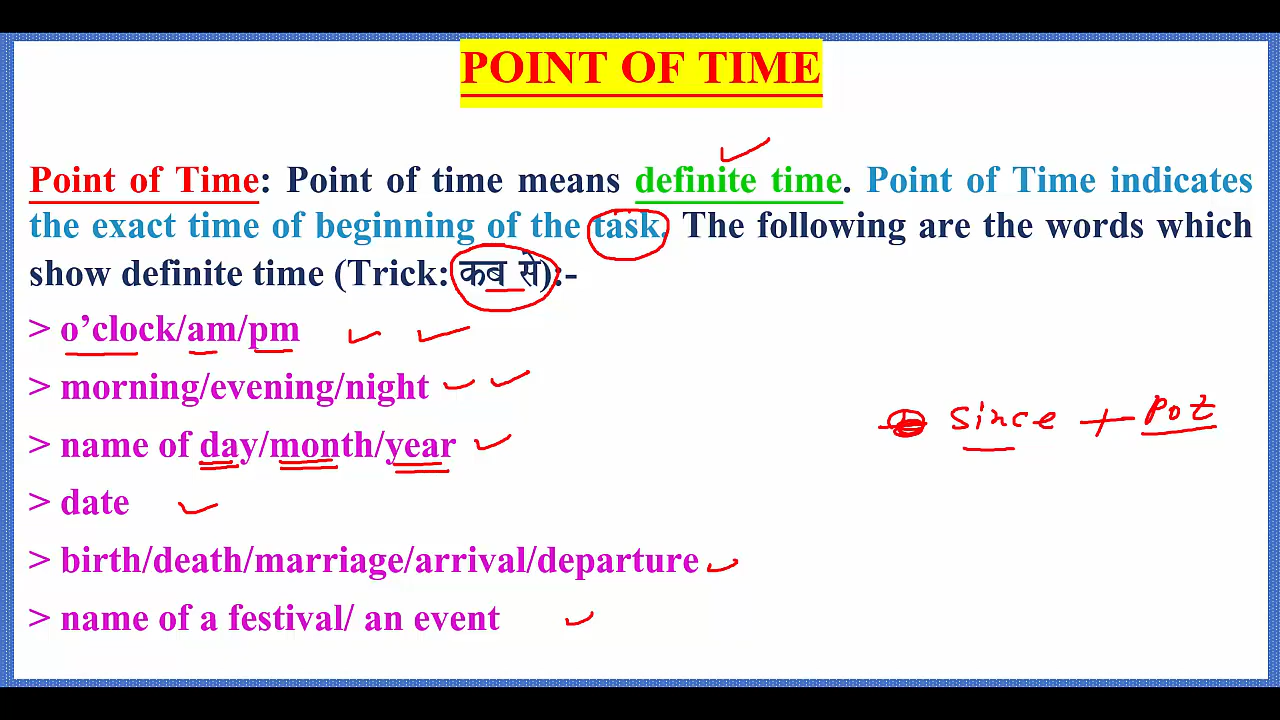 POINT OF TIME
Point of Time: Point of time means definite time. Point of Time indicates
the exact time of beginning of the task. The following are the words which
show definite time (Trick: कब से):-
> o’clock/am/pm
> morning/evening/night
since + POT
> name of day/month/year
> date
> birth/death/marriage/arrival/departure
> name of a festival/ an event